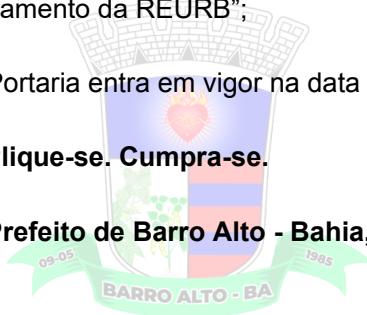 amento da REURB”;
Portaria entra em vigor na data
lique-se. Cumpra-se.
Prefeito de Barro Alto - Bahia,
09-05 1985
BARRO ALTO - BA